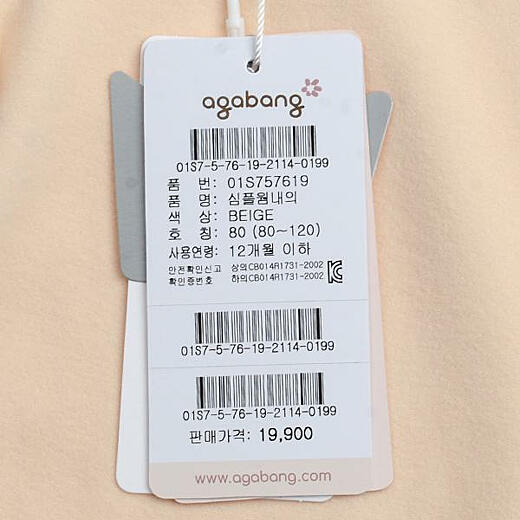 agabang
01S7-5-76-19-2114-0199
품 번: 01S757619
품 명: 심플웜내의
색 상: BEIGE
호 칭: 80 (80~120)
사용연령: 12개월 이하
안전확인신고 상의CB014R1731-2002
확인증번호 하의CB014R1731-2002
01S7-5-76-19-2114-0199
01S7-5-76-19-2114-0199
판매가격: 19,900
www.agabang.com